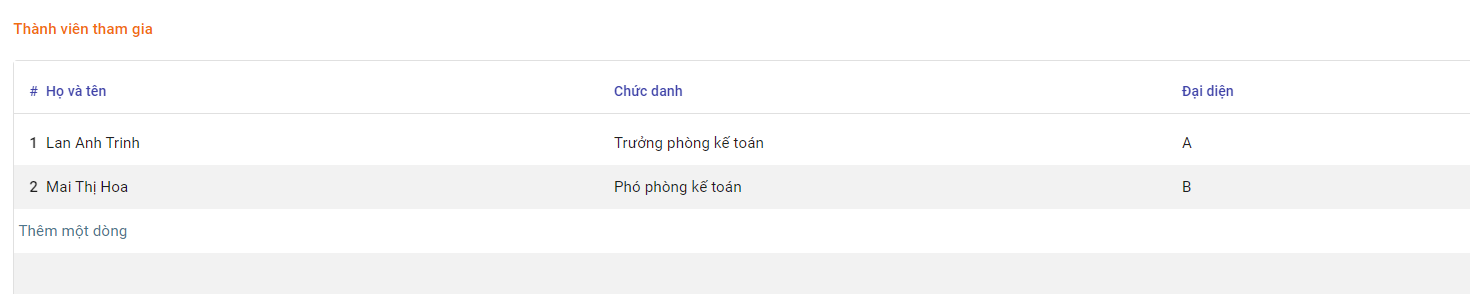 Thành viên tham gia
# Họ và tên Chức danh Đại diện
1 Lan Anh Trinh Trưởng phòng kế toán A
2 Mai Thị Hoa Phó phòng kế toán B
Thêm một dòng